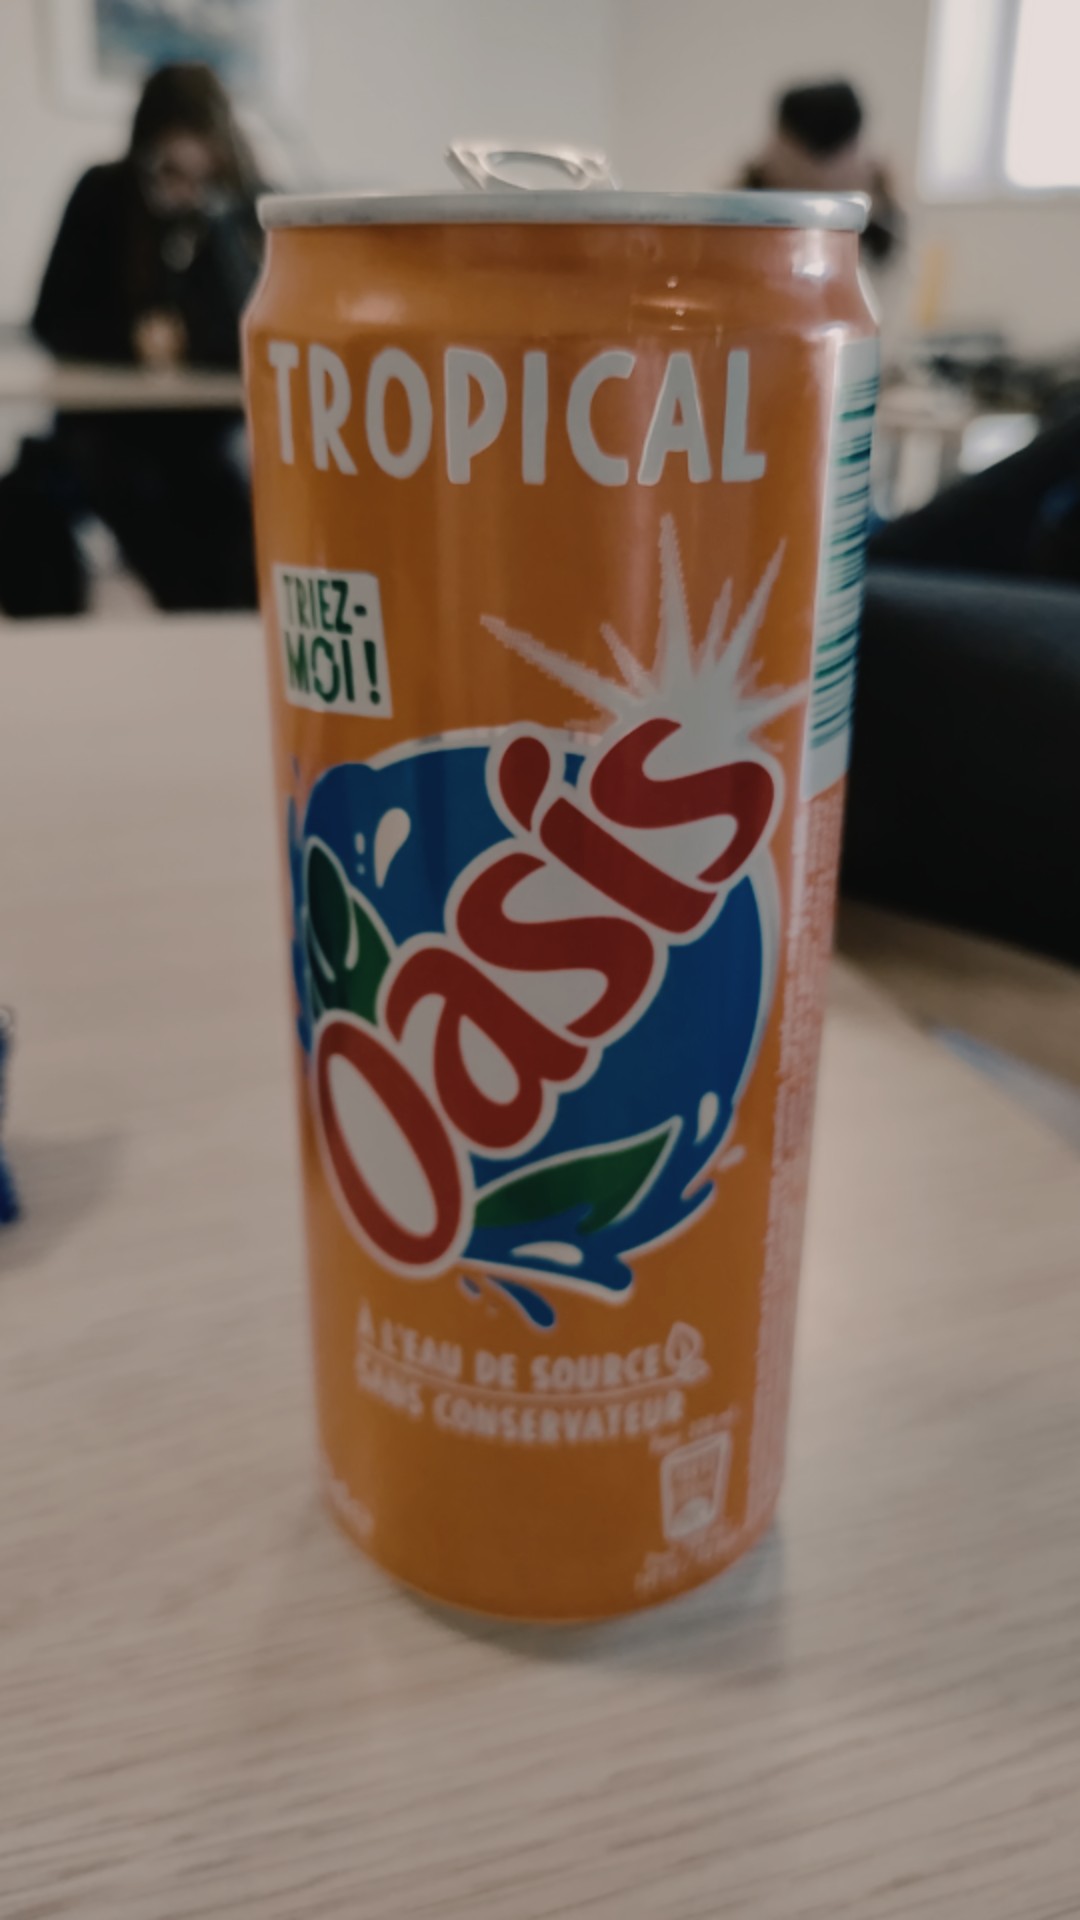 TROPICAL
TRIEZ-
MOI !
Oasis
À L'EAU DE SOURCE
SANS CONSERVATEUR